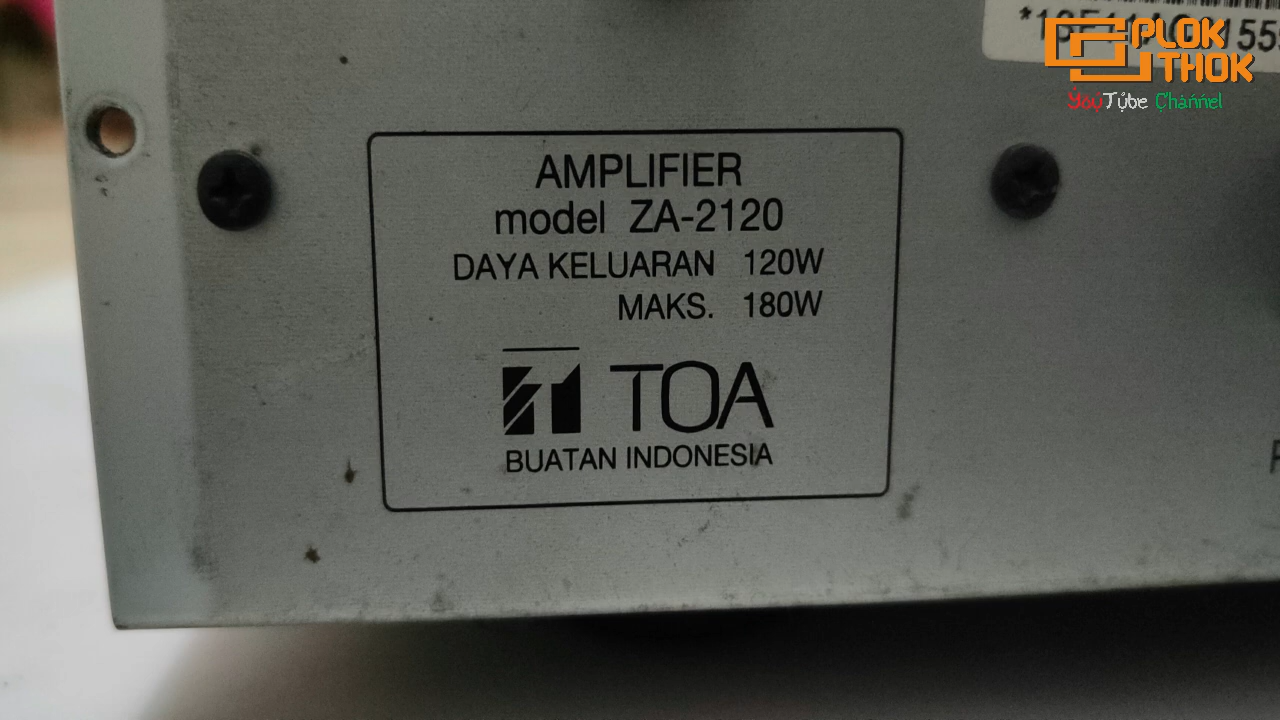 PLOK
THOK
YouTube Channel
AMPLIFIER
model ZA-2120
DAYA KELUARAN 120W
MAKS. 180W
TOA
BUATAN INDONESIA